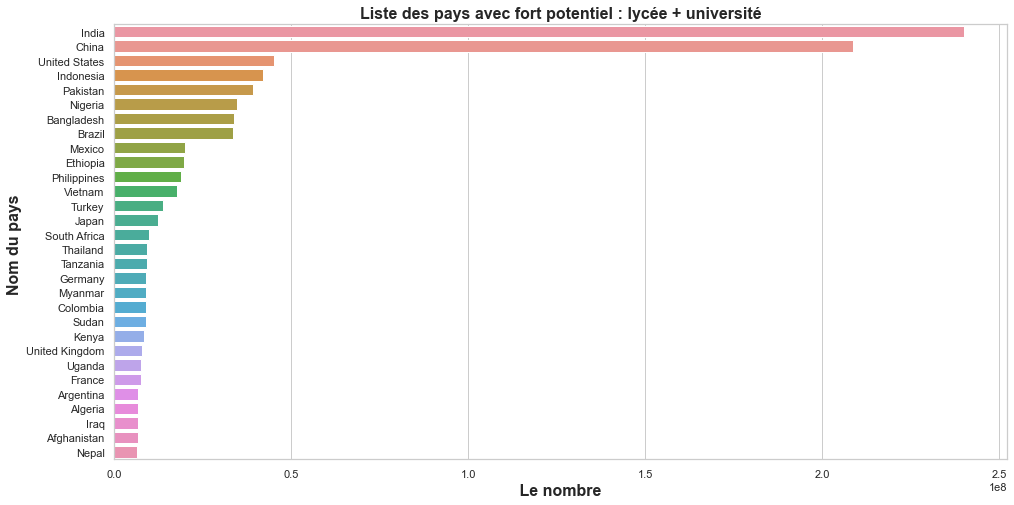 Liste des pays avec fort potentiel : lycée + université
India
China
United States
Indonesia
Pakistan
Nigeria
Bangladesh
Brazil
Mexico
Ethiopia
Philippines
Vietnam
Turkey
Japan
South Africa
Thailand
Tanzania
Germany
Myanmar
Colombia
Sudan
Kenya
United Kingdom
Uganda
France
Argentina
Algeria
Iraq
Afghanistan
Nepal
Nom du pays
0.0 0.5 1.0 1.5 2.0 2.5
1e8
Le nombre